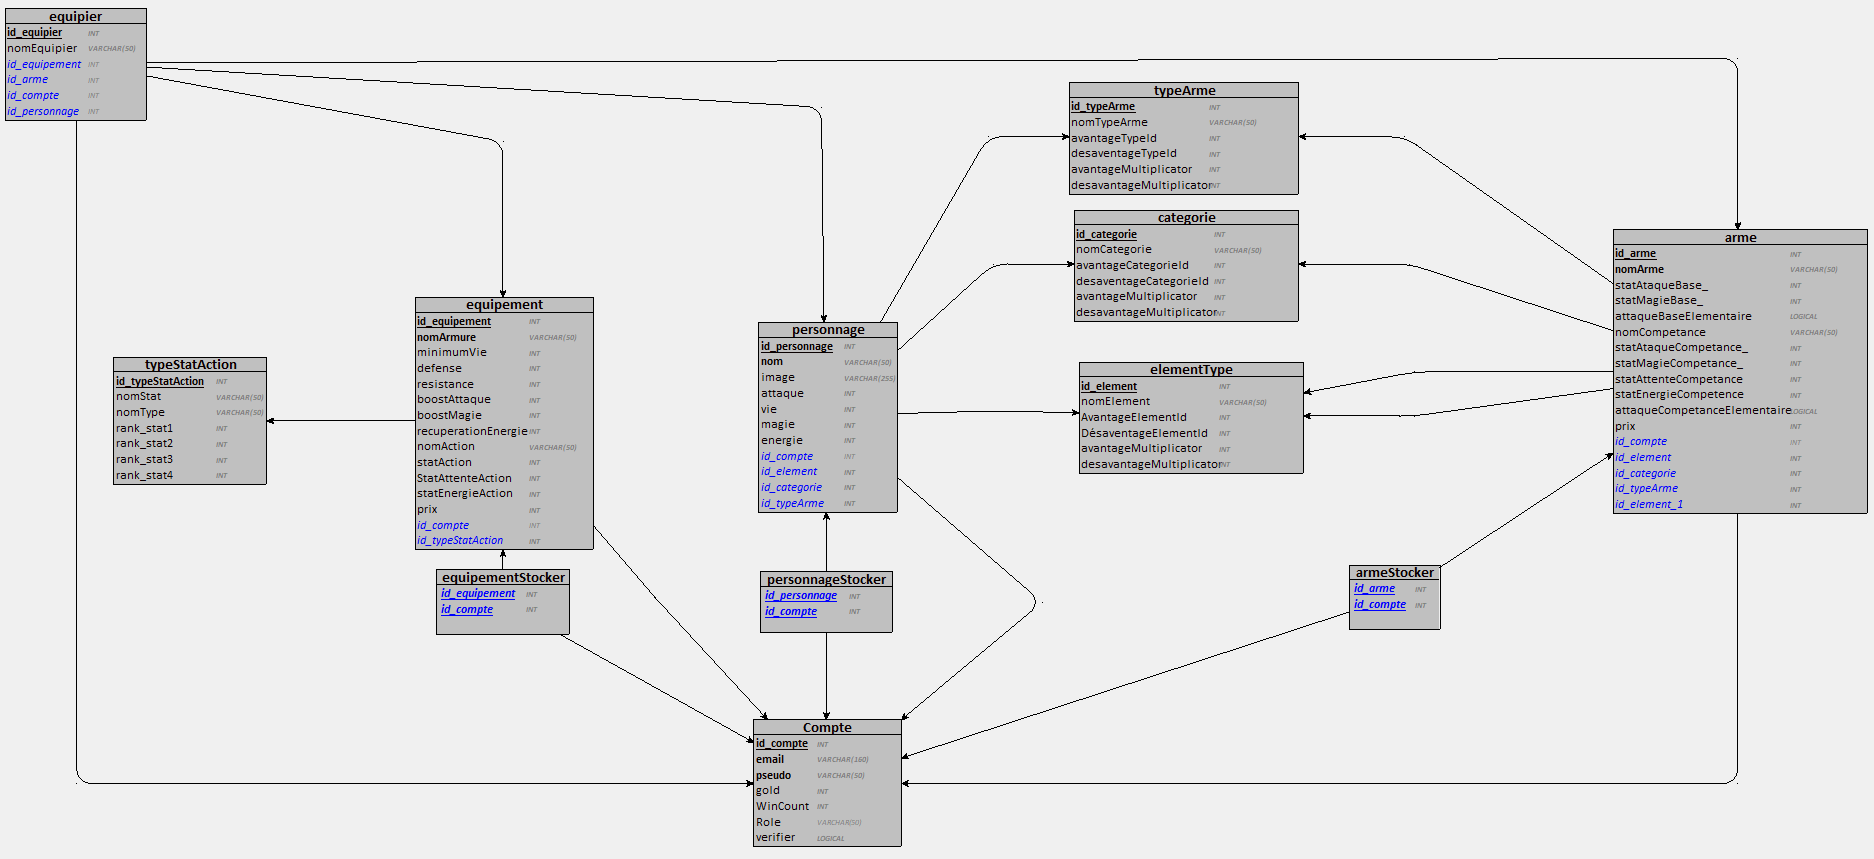 equipier
id_equipier INT
nomEquipier VARCHAR(50)
id_equipement INT
id_arme INT
id_compte INT
id_personnage INT
typeArme
id_typeArme INT
nomTypeArme VARCHAR(50)
avantageTypeId INT
desaventageTypeId INT
avantageMultiplicator INT
desavantageMultiplicator INT
categorie
id_categorie INT
nomCategorie VARCHAR(50)
avantageCategorieId INT
desaventageCategorieId INT
avantageMultiplicator INT
desavantageMultiplicator INT
arme
id_arme INT
nomArme VARCHAR(50)
statAtaqueBase_ INT
statMagieBase_ INT
attaqueBaseElementaire LOGICAL
nomCompetance VARCHAR(50)
statAtaqueCompetance_ INT
statMagieCompetance_ INT
statAttenteCompetance INT
statEnergieCompetence INT
attaqueCompetanceElementaire LOGICAL
prix INT
id_compte INT
id_element INT
id_categorie INT
id_typeArme INT
id_element_1 INT
equipement
id_equipement INT
nomArmure VARCHAR(50)
minimumVie INT
defense INT
resistance INT
boostAttaque INT
boostMagie INT
recuperationEnergie INT
nomAction VARCHAR(50)
statAction INT
StatAttenteAction INT
statEnergieAction INT
prix INT
id_compte INT
id_typeStatAction INT
personnage
id_personnage INT
nom VARCHAR(50)
image VARCHAR(255)
attaque INT
vie INT
magie INT
energie INT
id_compte INT
id_element INT
id_categorie INT
id_typeArme INT
typeStatAction
id_typeStatAction INT
nomStat VARCHAR(50)
nomType VARCHAR(50)
rank_stat1 INT
rank_stat2 INT
rank_stat3 INT
rank_stat4 INT
elementType
id_element INT
nomElement VARCHAR(50)
AvantageElementId INT
DésaventageElementId INT
avantageMultiplicator INT
desavantageMultiplicator INT
equipementStocker
id_equipement INT
id_compte INT
personnageStocker
id_personnage INT
id_compte INT
armeStocker
id_arme INT
id_compte INT
Compte
id_compte INT
email VARCHAR(160)
pseudo VARCHAR(50)
gold INT
WinCount INT
Role VARCHAR(50)
verifier LOGICAL